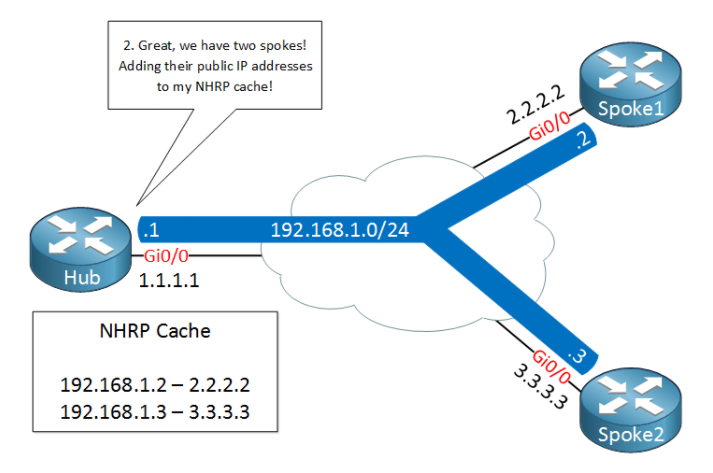 2. Great, we have two spokes!
Adding their public IP addresses
to my NHRP cache!
2.2.2.2
Gi0/0
Spoke1
.2
.1
192.168.1.0/24
Gi0/0
1.1.1.1
Hub
NHRP Cache
192.168.1.2 – 2.2.2.2
192.168.1.3 – 3.3.3.3
.3
Gi0/0
3.3.3.3
Spoke2